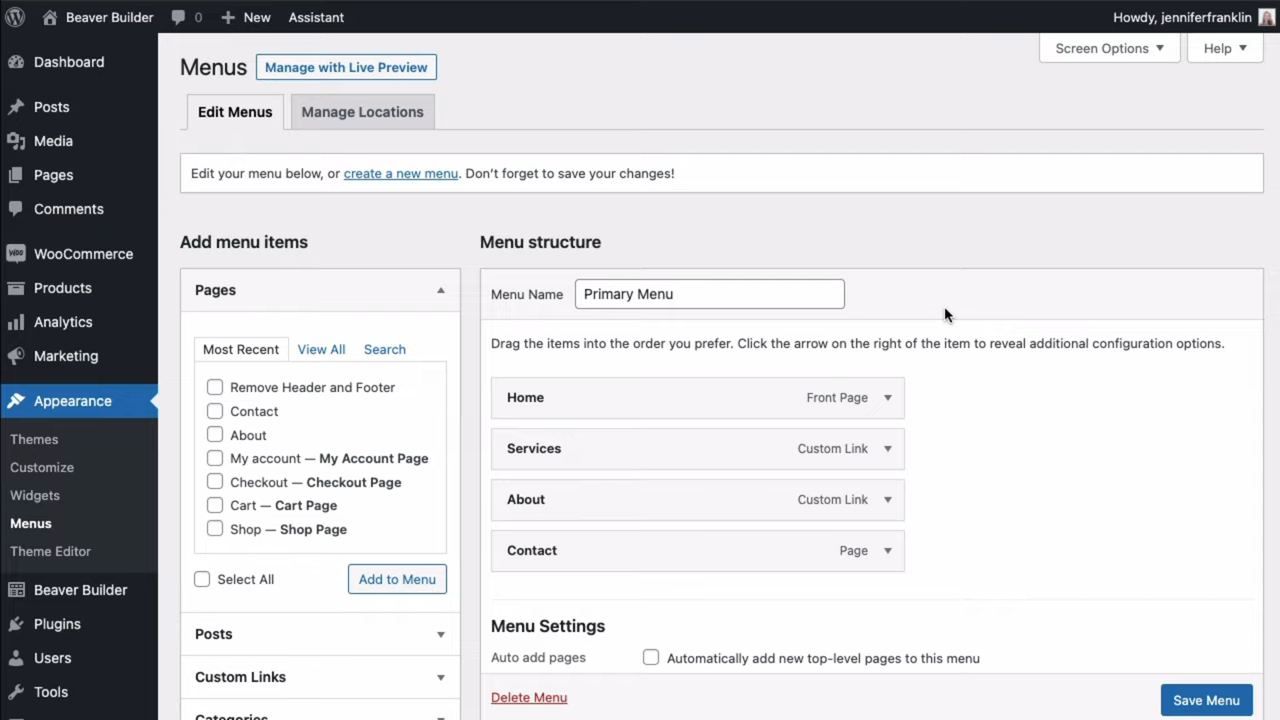 Beaver Builder 0 New Assistant Howdy, jenniferfranklin
Dashboard
Posts
Media
Pages
Comments
WooCommerce
Products
Analytics
Marketing
Appearance
Themes
Customize
Widgets
Menus
Theme Editor
Beaver Builder
Plugins
Users
Tools
Screen Options Help
Menus Manage with Live Preview
Edit Menus Manage Locations
Edit your menu below, or create a new menu. Don't forget to save your changes!
Add menu items
Pages
Most Recent View All Search
Remove Header and Footer
Contact
About
My account — My Account Page
Checkout — Checkout Page
Cart — Cart Page
Shop — Shop Page
Select All Add to Menu
Posts
Custom Links
Categories
Menu structure
Menu Name Primary Menu
Drag the items into the order you prefer. Click the arrow on the right of the item to reveal additional configuration options.
Home Front Page
Services Custom Link
About Custom Link
Contact Page
Menu Settings
Auto add pages Automatically add new top-level pages to this menu
Delete Menu Save Menu